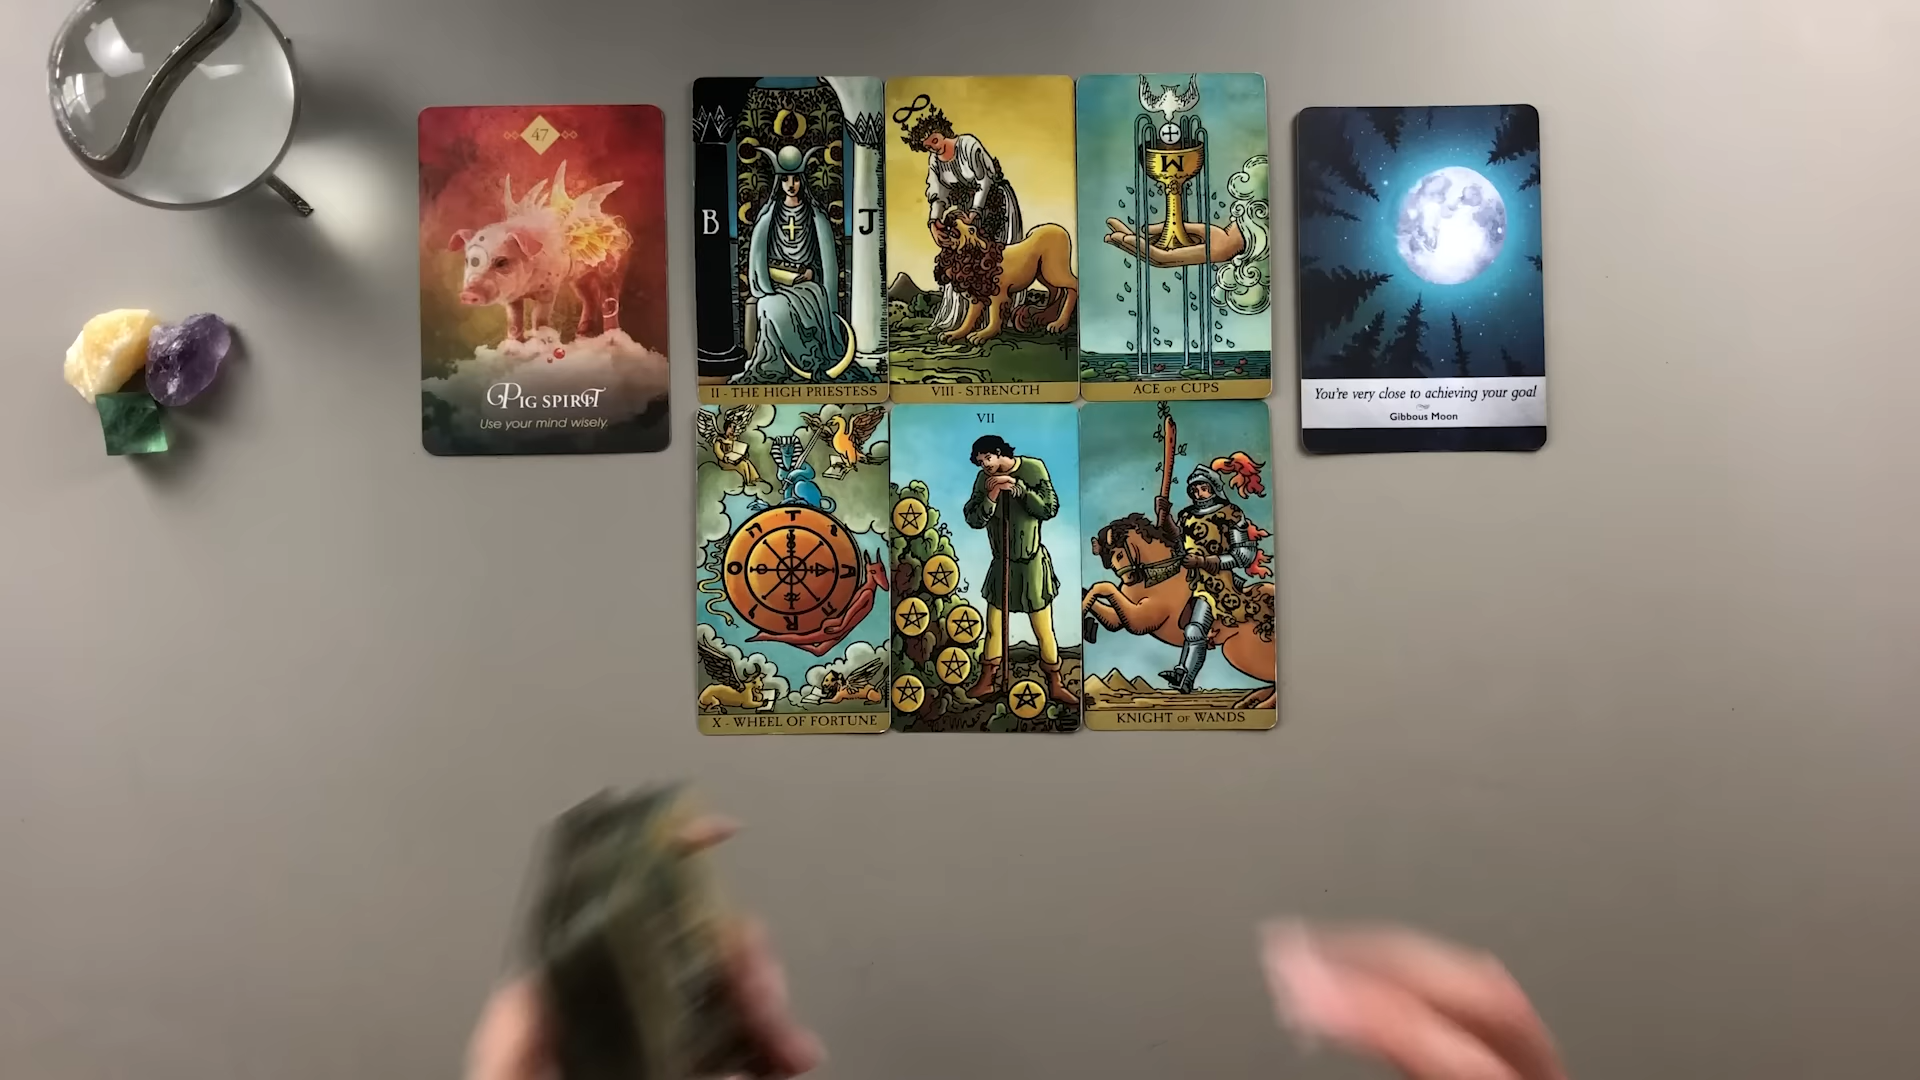 47
PIG SPIRIT
Use your mind wisely.
B
J
II - THE HIGH PRIESTESS
VIII - STRENGTH
ACE OF CUPS
You're very close to achieving your goal
Gibbous Moon
X - WHEEL OF FORTUNE
VII
KNIGHT OF WANDS